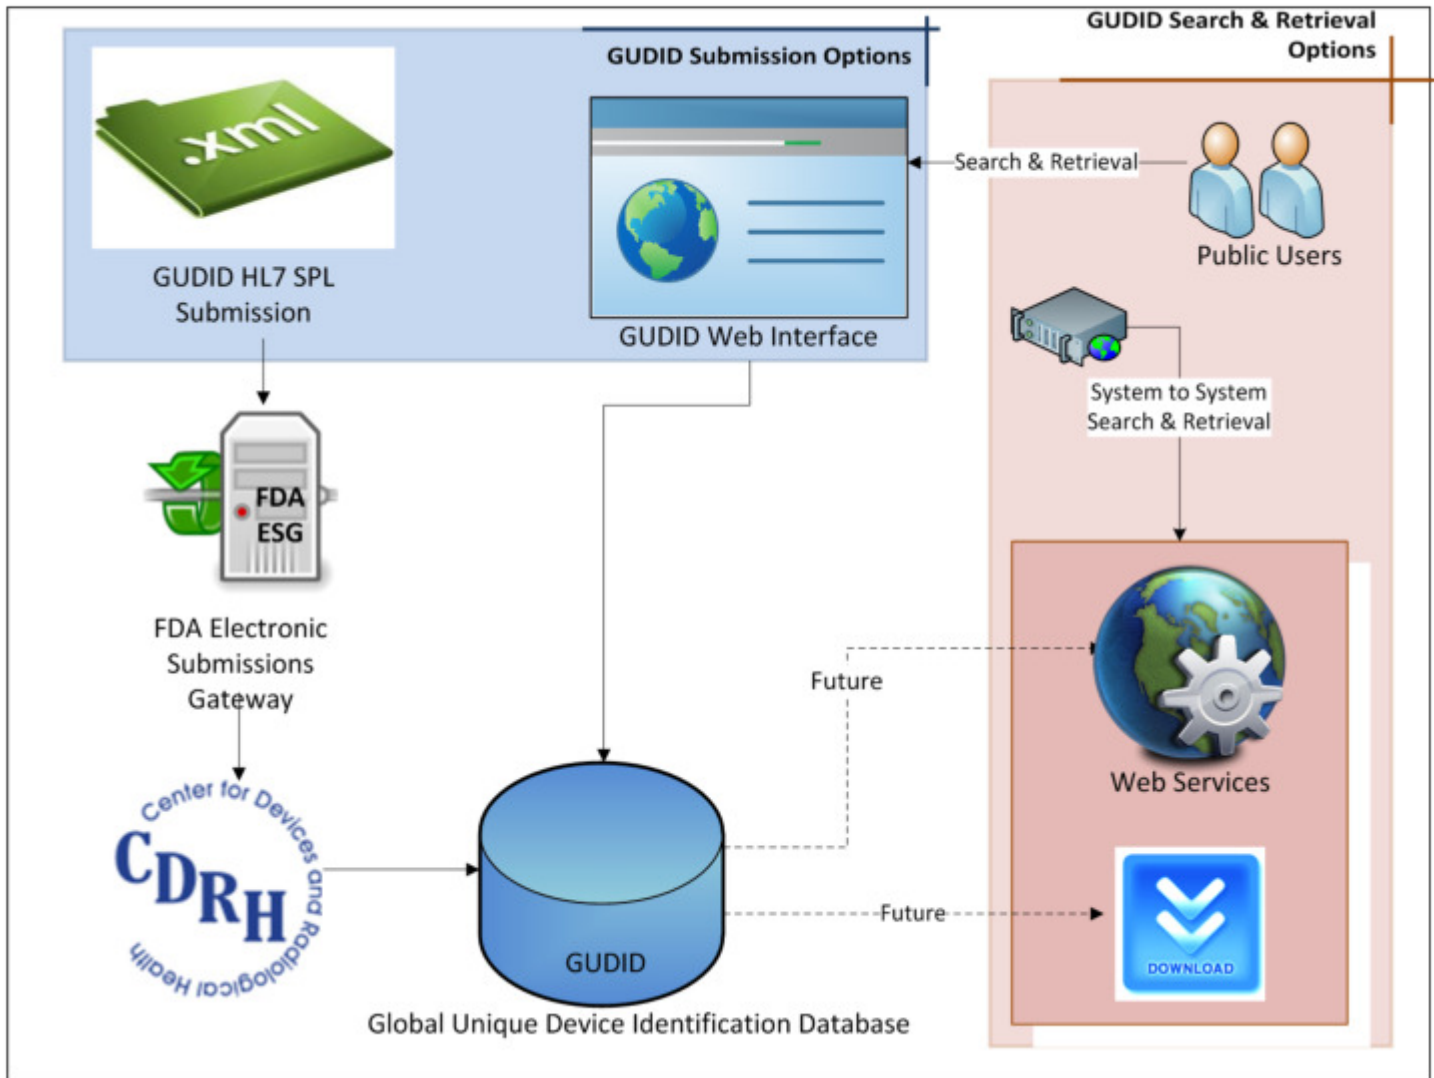 GUDID Submission Options
.xml
GUDID HL7 SPL
Submission
GUDID Web Interface
GUDID Search & Retrieval
Options
Search & Retrieval
Public Users
System to System
Search & Retrieval
FDA
ESG
FDA Electronic
Submissions
Gateway
Center for Devices and Radiological Health
CDRH
GUDID
Global Unique Device Identification Database
Future
Future
Web Services
DOWNLOAD